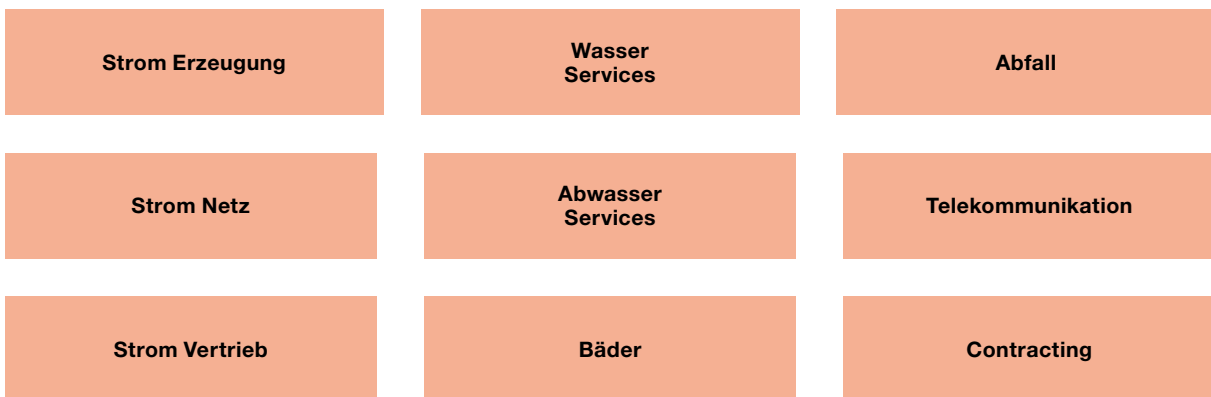 Strom Erzeugung
Wasser
Services
Abfall
Strom Netz
Abwasser
Services
Telekommunikation
Strom Vertrieb
Bäder
Contracting